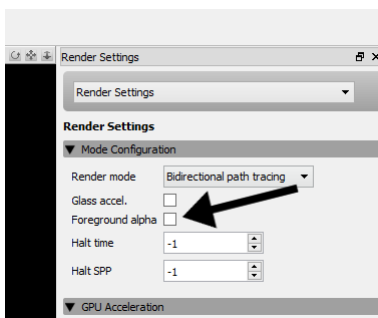 Render Settings
Render Settings
Render Settings
Mode Configuration
Render mode Bidirectional path tracing
Glass accel.
Foreground alpha
Halt time -1
Halt SPP -1
GPU Acceleration